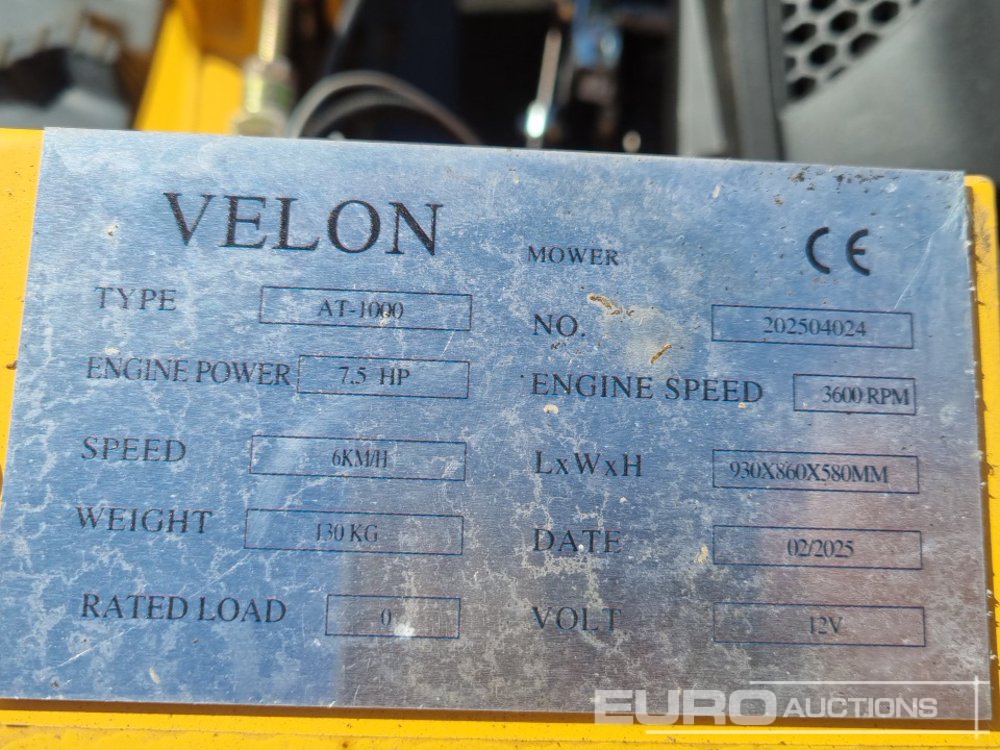 VELON MOWER CE
TYPE AT-1000 NO. 202504024
ENGINE POWER 7.5 HP ENGINE SPEED 3600 RPM
SPEED 6KM/H LxWxH 930X860X580MM
WEIGHT 130 KG DATE 02/2025
RATED LOAD 0 VOLT 12V
EURO AUCTIONS